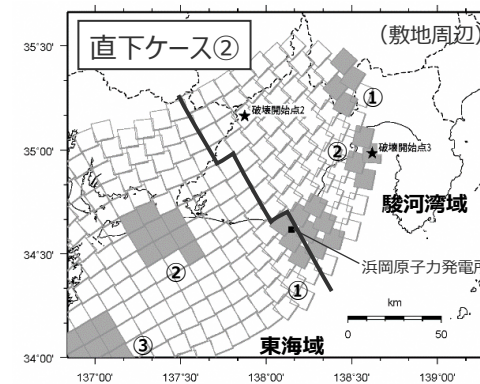 直下ケース②
(敷地周辺)
35°30'
35°00'
34°30'
34°00'
①
破壊開始点2
②
破壊開始点3
駿河湾域
浜岡原子力発電所
②
①
km
0 50
③
東海域
137°00' 137°30' 138°00' 138°30' 139°00'